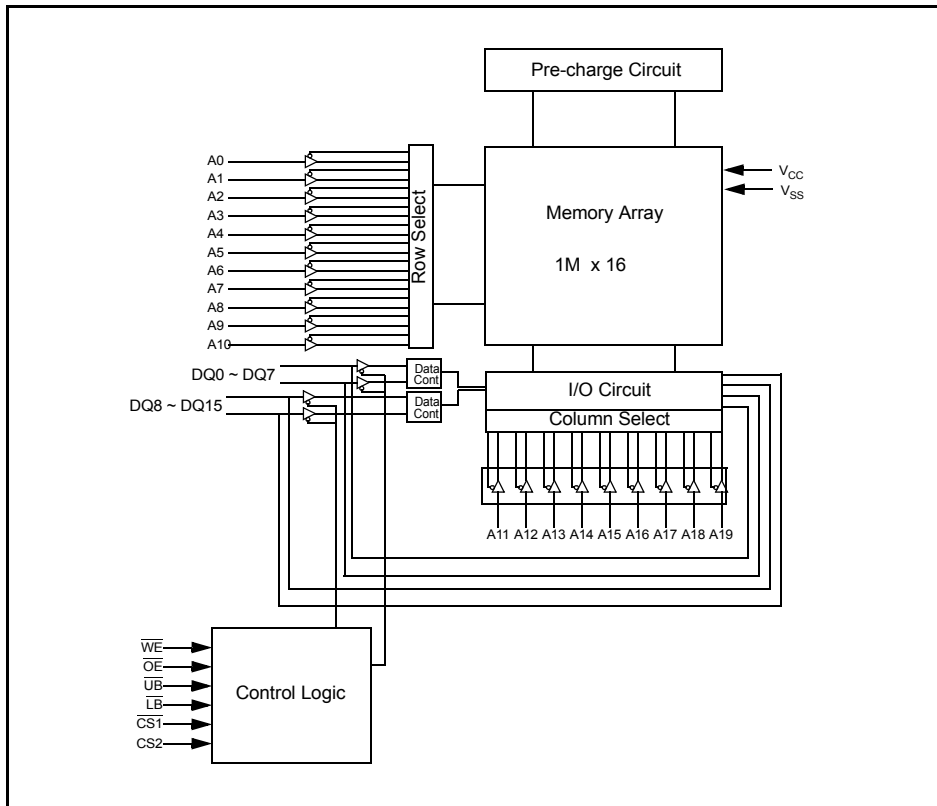 Pre-charge Circuit
A0
A1
A2
A3
A4
A5
A6
A7
A8
A9
A10
Row Select
Memory Array
1M x 16
VCC
VSS
DQ0 ~ DQ7
DQ8 ~ DQ15
Data
Cont
Data
Cont
I/O Circuit
Column Select
A11 A12 A13 A14 A15 A16 A17 A18 A19
WE
OE
UB
LB
CS1
CS2
Control Logic